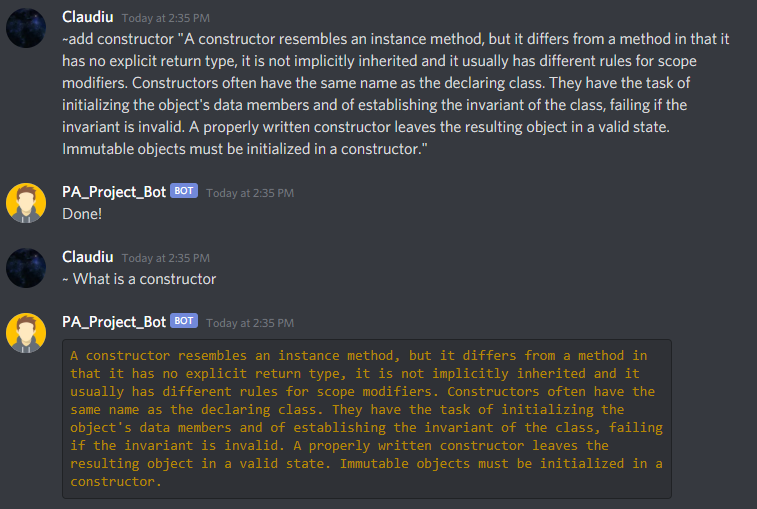 Claudiu Today at 2:35 PM
~add constructor "A constructor resembles an instance method, but it differs from a method in that it
has no explicit return type, it is not implicitly inherited and it usually has different rules for scope
modifiers. Constructors often have the same name as the declaring class. They have the task of
initializing the object's data members and of establishing the invariant of the class, failing if the
invariant is invalid. A properly written constructor leaves the resulting object in a valid state.
Immutable objects must be initialized in a constructor."
PA_Project_Bot BOT Today at 2:35 PM
Done!
Claudiu Today at 2:35 PM
~ What is a constructor
PA_Project_Bot BOT Today at 2:35 PM
A constructor resembles an instance method, but it differs from a method in
that it has no explicit return type, it is not implicitly inherited and it
usually has different rules for scope modifiers. Constructors often have the
same name as the declaring class. They have the task of initializing the
object's data members and of establishing the invariant of the class, failing
if the invariant is invalid. A properly written constructor leaves the
resulting object in a valid state. Immutable objects must be initialized in a
constructor.